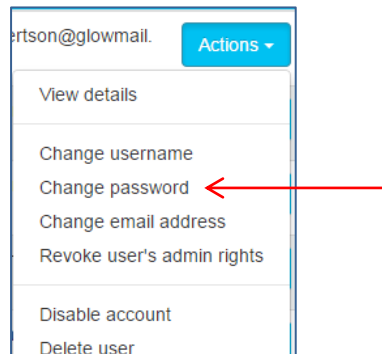 ertson@glowmail.
Actions
View details
Change username
Change password
Change email address
Revoke user's admin rights
Disable account
Delete user